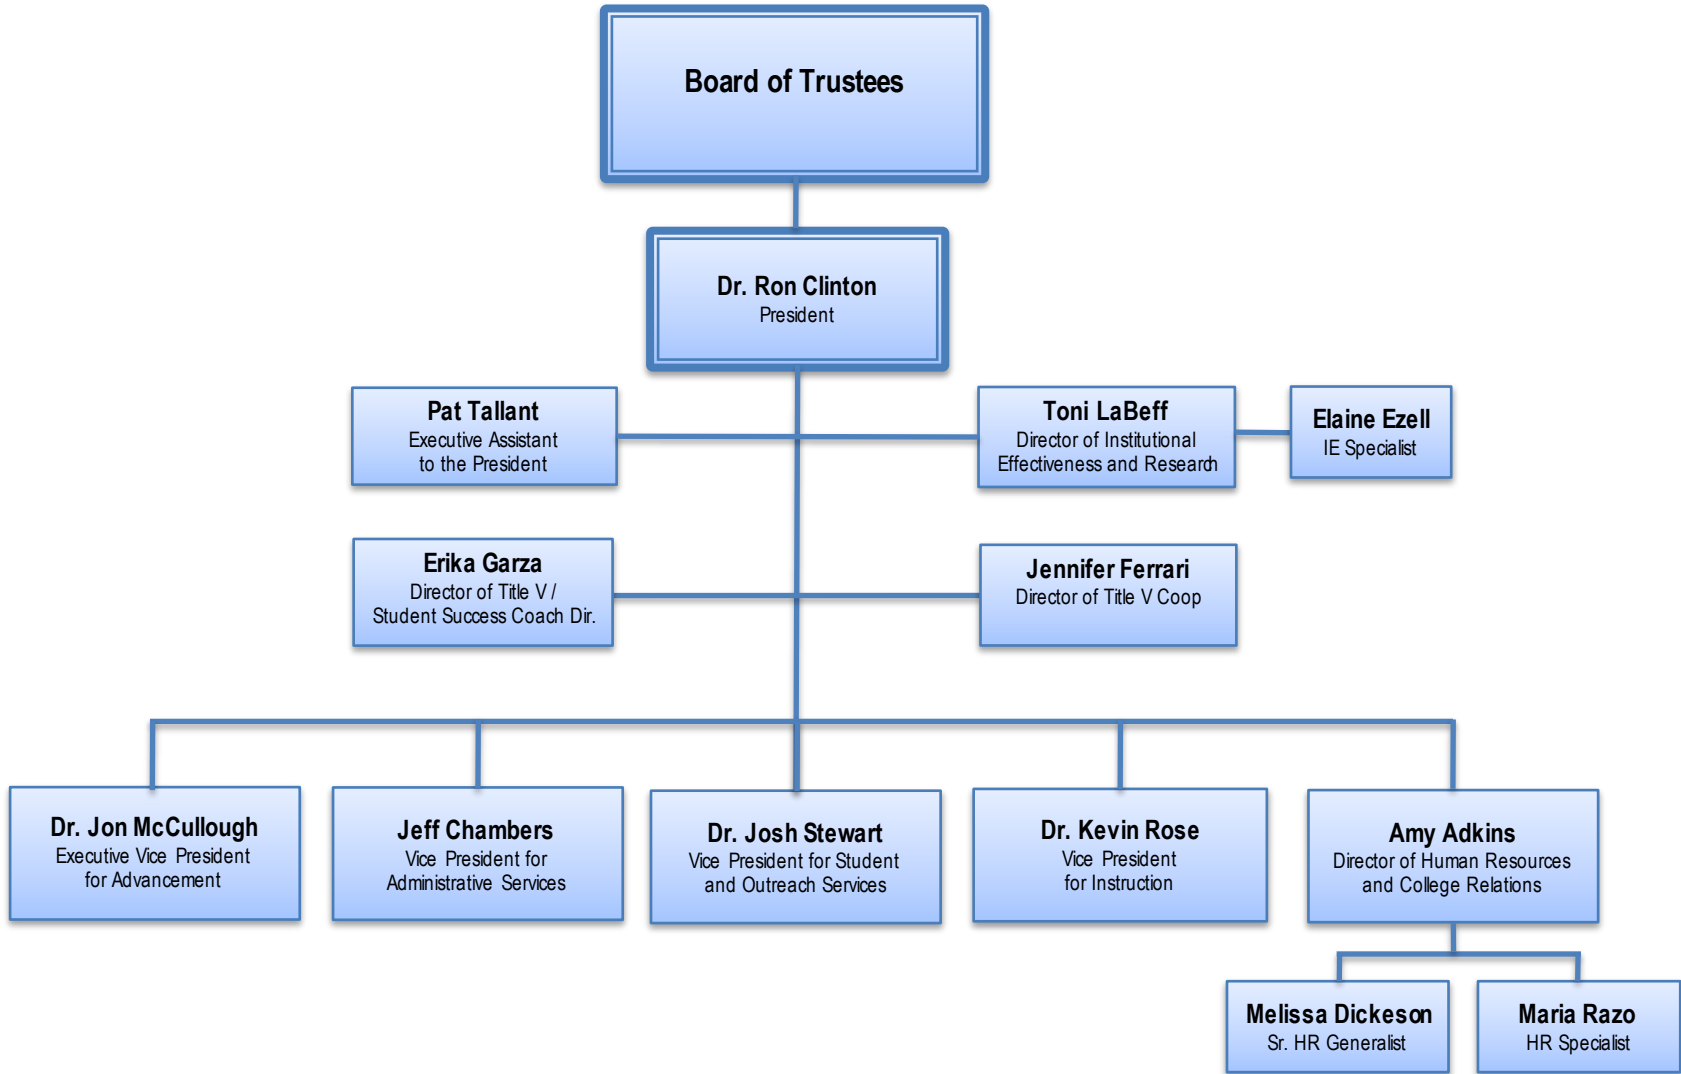 Board of Trustees
Dr. Ron Clinton
President
Pat Tallant
Executive Assistant
to the President
Toni LaBeff
Director of Institutional
Effectiveness and Research
Elaine Ezell
IE Specialist
Erika Garza
Director of Title V /
Student Success Coach Dir.
Jennifer Ferrari
Director of Title V Coop
Dr. Jon McCullough
Executive Vice President
for Advancement
Jeff Chambers
Vice President for
Administrative Services
Dr. Josh Stewart
Vice President for Student
and Outreach Services
Dr. Kevin Rose
Vice President
for Instruction
Amy Adkins
Director of Human Resources
and College Relations
Melissa Dickeson
Sr. HR Generalist
Maria Razo
HR Specialist